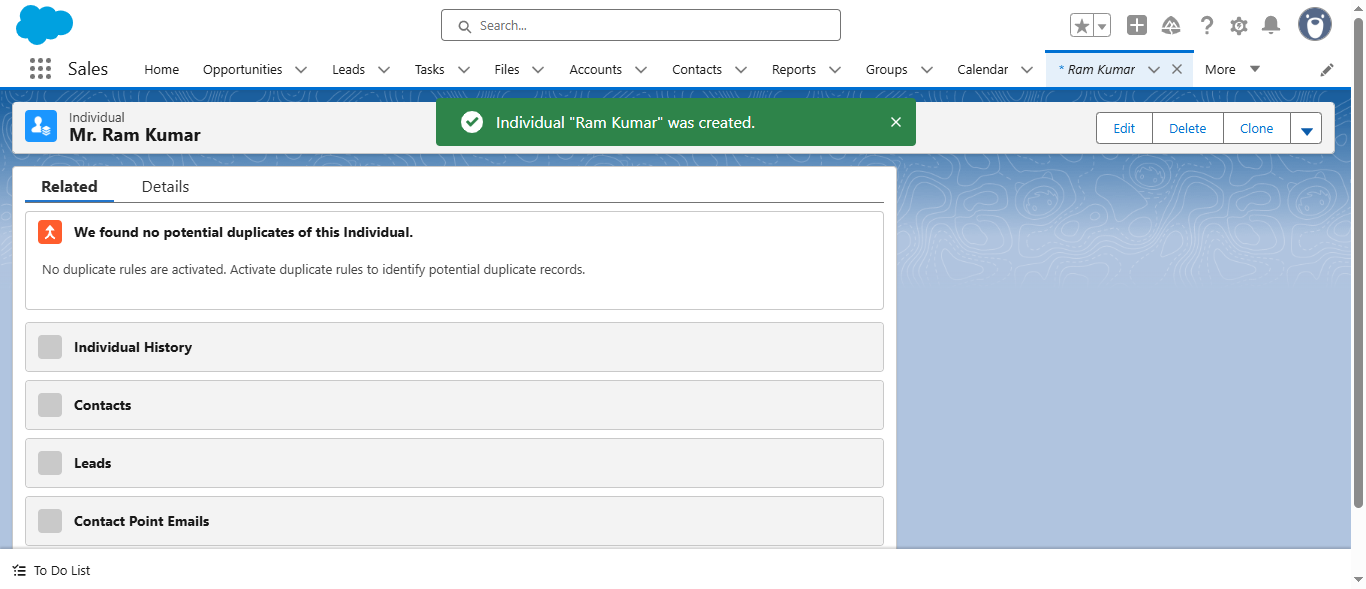 Search...
Sales
Home
Opportunities
Leads
Tasks
Files
Accounts
Contacts
Reports
Groups
Calendar
* Ram Kumar
More
Individual
Mr. Ram Kumar
Individual "Ram Kumar" was created.
Edit
Delete
Clone
Related
Details
We found no potential duplicates of this Individual.
No duplicate rules are activated. Activate duplicate rules to identify potential duplicate records.
Individual History
Contacts
Leads
Contact Point Emails
To Do List